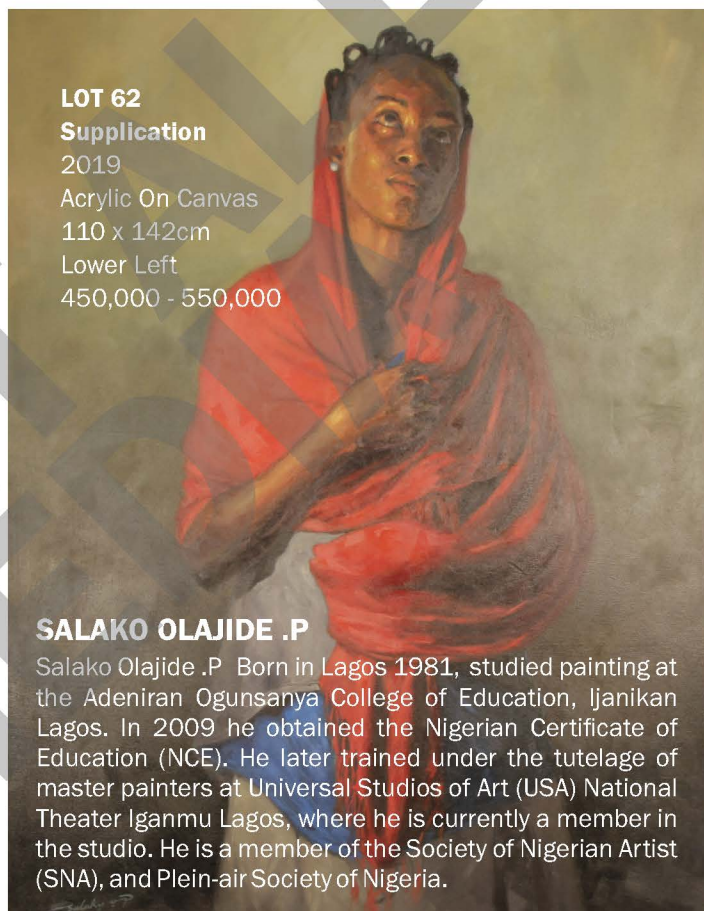 LOT 62
Supplication
2019
Acrylic On Canvas
110 x 142cm
Lower Left
450,000 - 550,000
SALAKO OLAJIDE .P
Salako Olajide .P Born in Lagos 1981, studied painting at
the Adeniran Ogunsanya College of Education, Ijanikan
Lagos. In 2009 he obtained the Nigerian Certificate of
Education (NCE). He later trained under the tutelage of
master painters at Universal Studios of Art (USA) National
Theater Iganmu Lagos, where he is currently a member in
the studio. He is a member of the Society of Nigerian Artist
(SNA), and Plein-air Society of Nigeria.